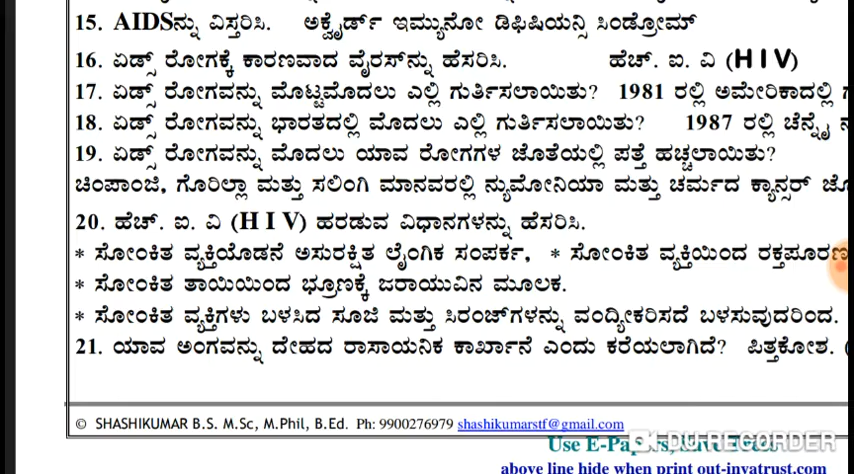 15. AIDSನ್ನು ವಿಸ್ತರಿಸಿ. ಅಕ್ವೈರ್ಡ್ ಇಮ್ಯುನೋ ಡಿಫಿಷಿಯನ್ಸಿ ಸಿಂಡ್ರೋಮ್
16. ಏಡ್ಸ್ ರೋಗಕ್ಕೆ ಕಾರಣವಾದ ವೈರಸ್‌ನ್ನು ಹೆಸರಿಸಿ. ಹೆಚ್. ಐ. ವಿ (H I V)
17. ಏಡ್ಸ್ ರೋಗವನ್ನು ಮೊಟ್ಟಮೊದಲು ಎಲ್ಲಿ ಗುರ್ತಿಸಲಾಯಿತು? 1981 ರಲ್ಲಿ ಅಮೇರಿಕಾದಲ್ಲಿ
18. ಏಡ್ಸ್ ರೋಗವನ್ನು ಭಾರತದಲ್ಲಿ ಮೊದಲು ಎಲ್ಲಿ ಗುರ್ತಿಸಲಾಯಿತು? 1987 ರಲ್ಲಿ ಚೆನ್ನೈ
19. ಏಡ್ಸ್ ರೋಗವನ್ನು ಮೊದಲು ಯಾವ ರೋಗಗಳ ಜೊತೆಯಲ್ಲಿ ಪತ್ತೆ ಹಚ್ಚಲಾಯಿತು?
ಚಿಂಪಾಂಜಿ, ಗೊರಿಲ್ಲಾ ಮತ್ತು ಸಲಿಂಗಿ ಮಾನವರಲ್ಲಿ ನ್ಯುಮೋನಿಯಾ ಮತ್ತು ಚರ್ಮದ ಕ್ಯಾನ್ಸರ್
20. ಹೆಚ್. ಐ. ವಿ (H I V) ಹರಡುವ ವಿಧಾನಗಳನ್ನು ಹೆಸರಿಸಿ.
* ಸೋಂಕಿತ ವ್ಯಕ್ತಿಯೊಡನೆ ಅಸುರಕ್ಷಿತ ಲೈಂಗಿಕ ಸಂಪರ್ಕ, * ಸೋಂಕಿತ ವ್ಯಕ್ತಿಯಿಂದ ರಕ್ತಪೂರಣ
* ಸೋಂಕಿತ ತಾಯಿಯಿಂದ ಭ್ರೂಣಕ್ಕೆ ಜರಾಯುವಿನ ಮೂಲಕ.
* ಸೋಂಕಿತ ವ್ಯಕ್ತಿಗಳು ಬಳಸಿದ ಸೂಜಿ ಮತ್ತು ಸಿರಂಜ್‌ಗಳನ್ನು ವಂದ್ಯೀಕರಿಸದೆ ಬಳಸುವುದರಿಂದ.
21. ಯಾವ ಅಂಗವನ್ನು ದೇಹದ ರಾಸಾಯನಿಕ ಕಾರ್ಖಾನೆ ಎಂದು ಕರೆಯಲಾಗಿದೆ? ಪಿತ್ತಕೋಶ.
© SHASHIKUMAR B.S. M.Sc, M.Phil, B.Ed. Ph: 9900276979 shashikumarstf@gmail.com
DU RECORDER
Use E-Papers,
above line hide when print out-inyatrust.com